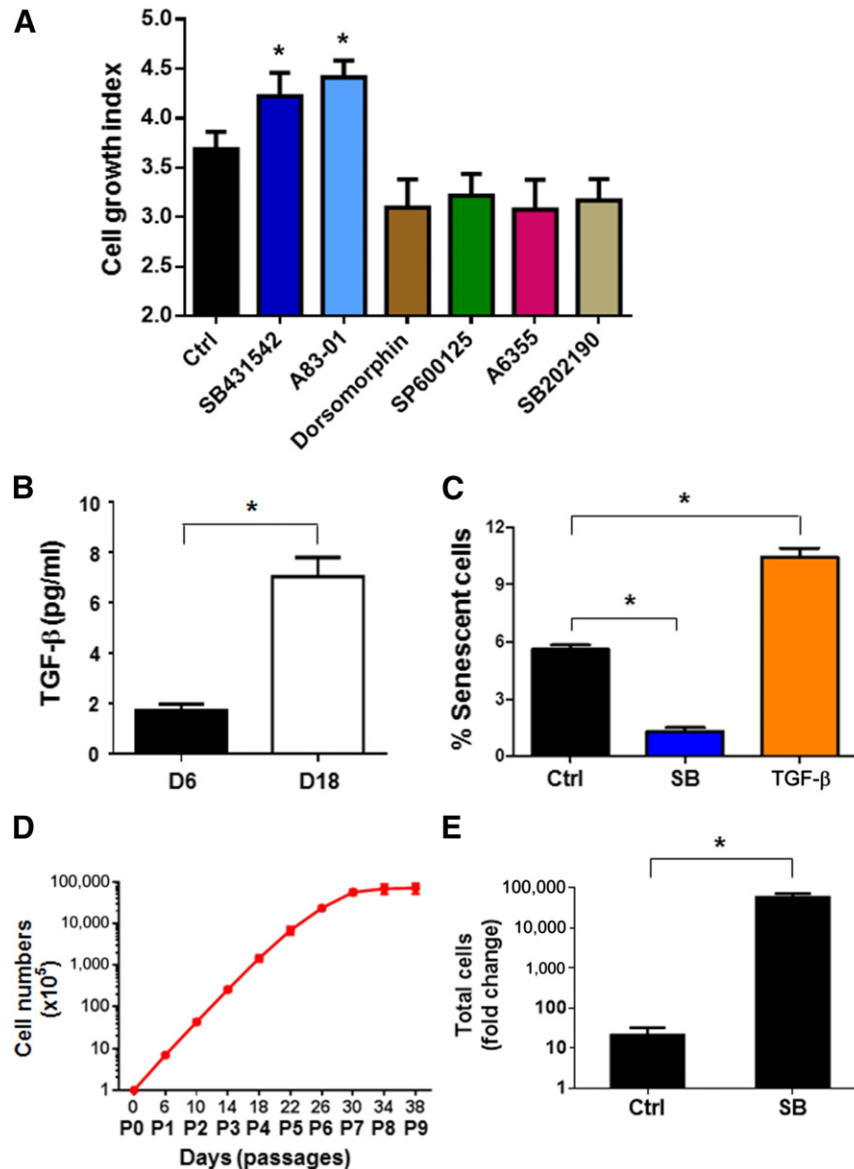 A
Cell growth index
5.0
4.5
4.0
3.5
3.0
2.5
2.0
*
*
Ctrl
SB431542
A83-01
Dorsomorphin
SP600125
A6355
SB202190
B
TGF-β (pg/ml)
10
8
6
4
2
0
*
D6
D18
C
% Senescent cells
12
9
6
3
0
*
*
Ctrl
SB
TGF-β
D
Cell numbers
(x10⁵)
100,000
10,000
1,000
100
10
1
0 6 10 14 18 22 26 30 34 38
P0 P1 P2 P3 P4 P5 P6 P7 P8 P9
Days (passages)
E
Total cells
(fold change)
100,000
10,000
1,000
100
10
1
*
Ctrl
SB